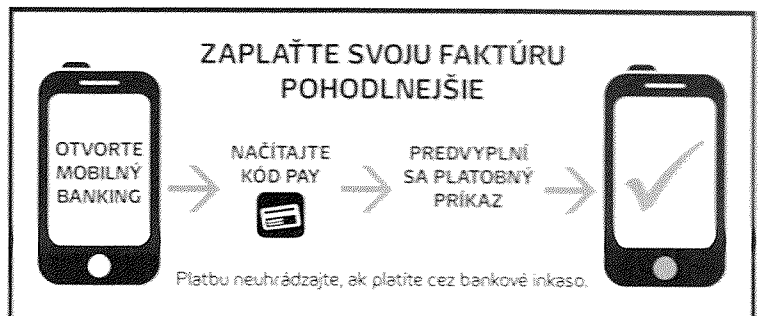 ZAPLAŤTE SVOJU FAKTÚRU
POHODLNEJŠIE
OTVORTE
MOBILNÝ
BANKING
NAČÍTAJTE
KÓD PAY
PREDVYPLNÍ
SA PLATOBNÝ
PRÍKAZ
Platbu neuhrádzajte, ak platíte cez bankové inkaso.